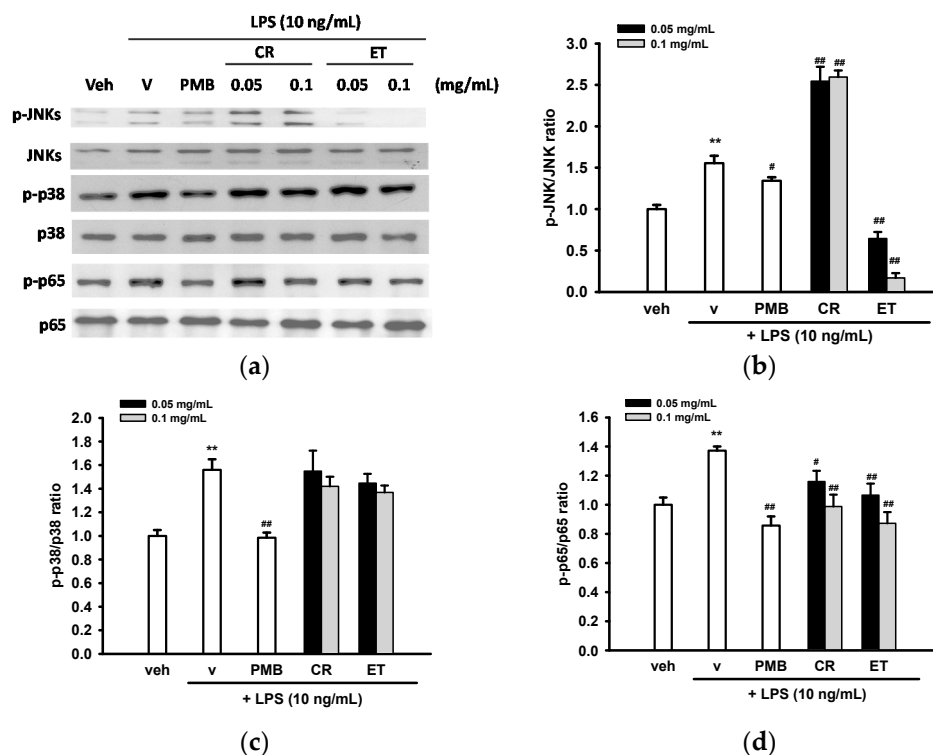 LPS (10 ng/mL)
CR ET
Veh V PMB 0.05 0.1 0.05 0.1 (mg/mL)
p-JNKs
JNKs
p-p38
p38
p-p65
p65
(a)
0.05 mg/mL
0.1 mg/mL
p-JNK/JNK ratio
3.0
2.5
2.0
1.5
1.0
0.5
0.0
** # ## ## ## ##
veh v PMB CR ET
+ LPS (10 ng/mL)
(b)
0.05 mg/mL
0.1 mg/mL
p-p38/p38 ratio
2.0
1.8
1.6
1.4
1.2
1.0
0.8
0.6
0.4
0.2
0.0
** ##
veh v PMB CR ET
+ LPS (10 ng/mL)
(c)
0.05 mg/mL
0.1 mg/mL
p-p65/p65 ratio
1.6
1.4
1.2
1.0
0.8
0.6
0.4
0.2
0.0
** ## # ## ## ##
veh v PMB CR ET
+ LPS (10 ng/mL)
(d)